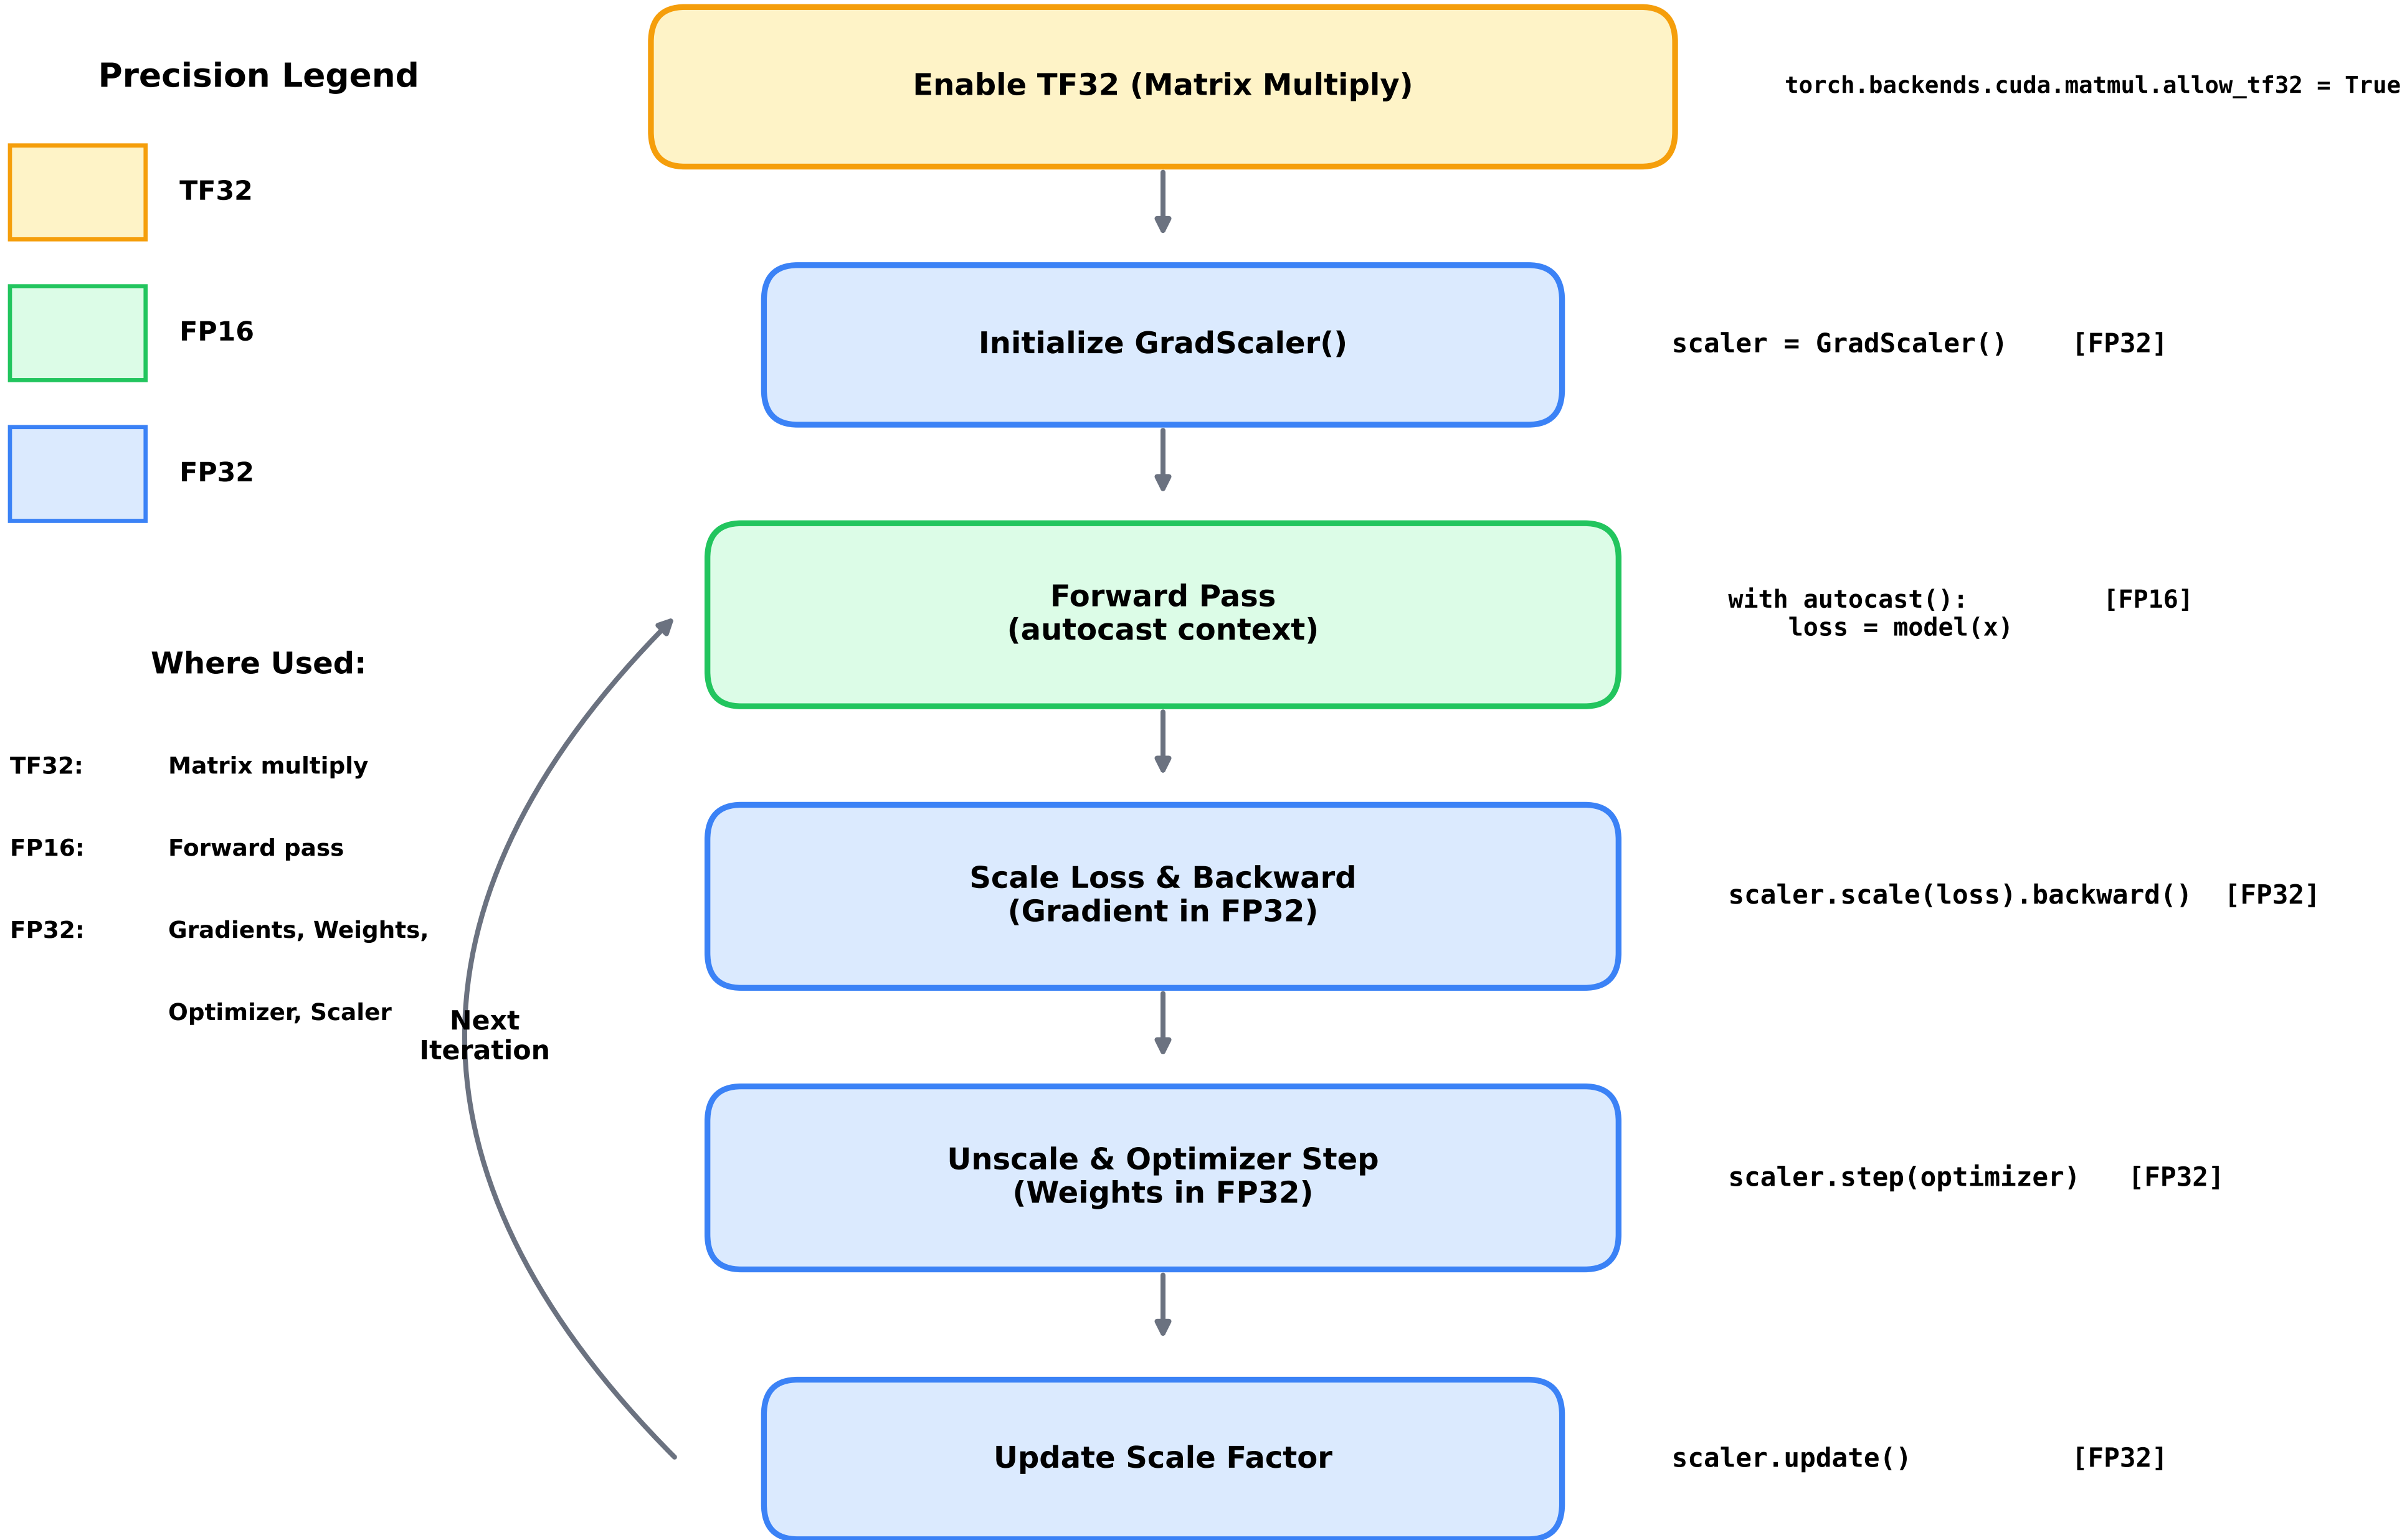 Precision Legend
TF32
FP16
FP32
Where Used:
TF32: Matrix multiply
FP16: Forward pass
FP32: Gradients, Weights,
Optimizer, Scaler
Next
Iteration
Enable TF32 (Matrix Multiply)
torch.backends.cuda.matmul.allow_tf32 = True
Initialize GradScaler()
scaler = GradScaler()    [FP32]
Forward Pass
(autocast context)
with autocast():         [FP16]
    loss = model(x)
Scale Loss & Backward
(Gradient in FP32)
scaler.scale(loss).backward()  [FP32]
Unscale & Optimizer Step
(Weights in FP32)
scaler.step(optimizer)   [FP32]
Update Scale Factor
scaler.update()          [FP32]